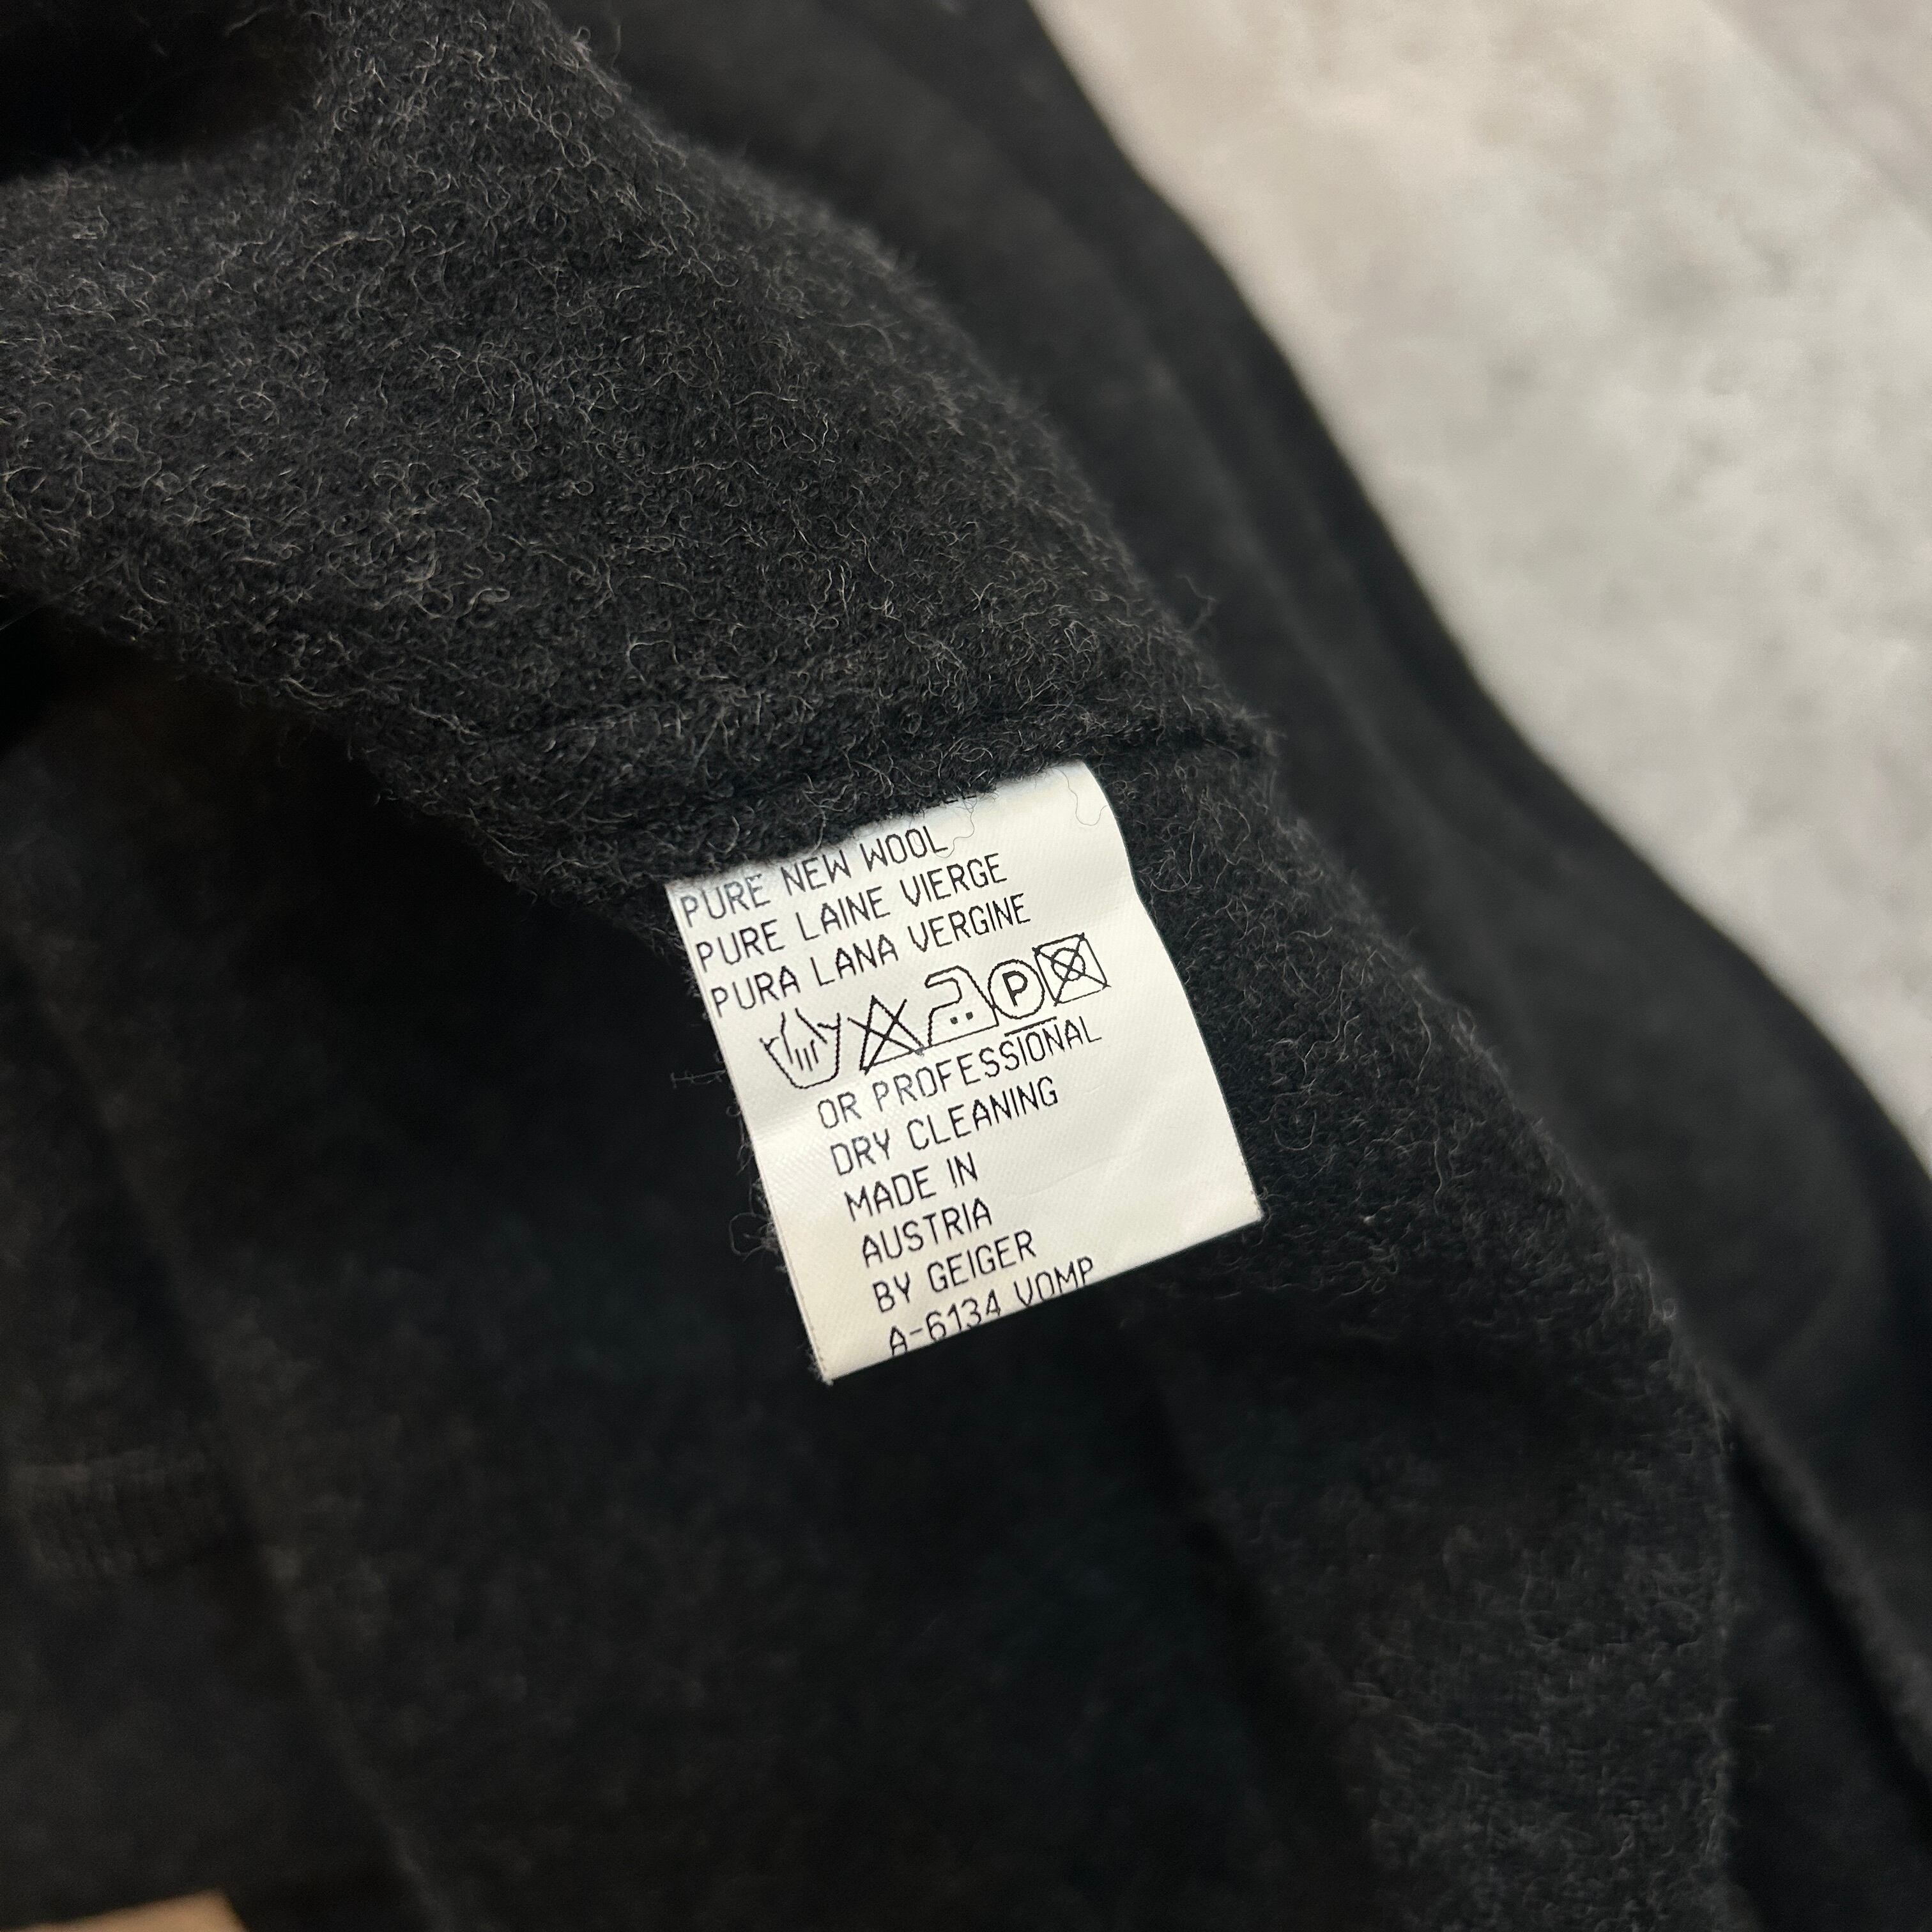 PURE NEW WOOL
PURE LAINE VIERGE
PURA LANA VERGINE
P
OR PROFESSIONAL
DRY CLEANING
MADE IN
AUSTRIA
BY GEIGER
A-6134 VOMP